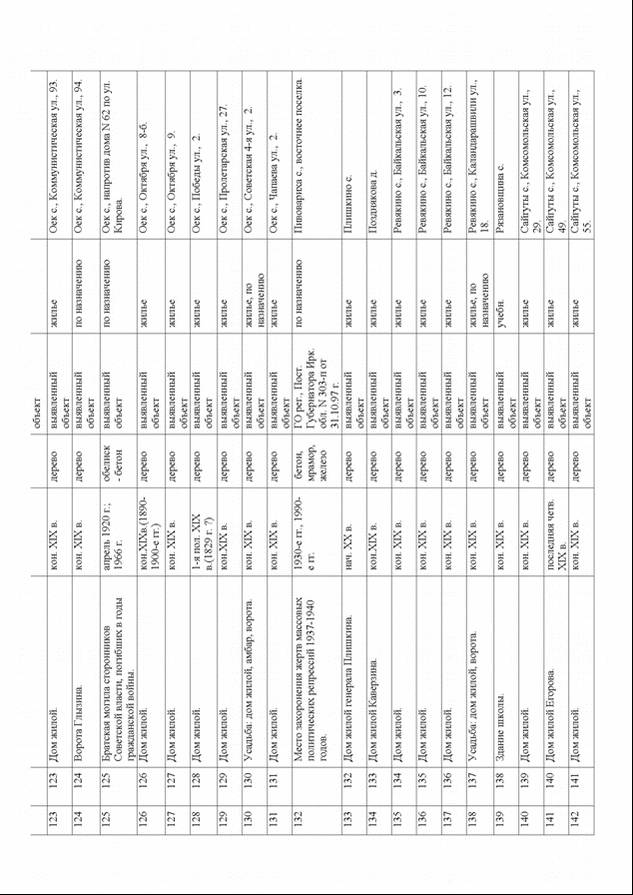 объект
123 123 Дом жилой. кон. XIX в. дерево выявленный объект жилье Оек с., Коммунистическая ул., 93.
124 124 Ворота Глызина. кон. XIX в. дерево выявленный объект по назначению Оек с., Коммунистическая ул., 94.
125 125 Братская могила сторонников Советской власти, погибших в годы гражданской войны. апрель 1920 г.; 1966 г. обелиск - бетон выявленный объект по назначению Оек с., напротив дома N 62 по ул. Кирова.
126 126 Дом жилой. кон.XIXв.(1890-1900-е гг.) дерево выявленный объект жилье Оек с., Октября ул., 8-б.
127 127 Дом жилой. кон. XIX в. дерево выявленный объект жилье Оек с., Октября ул., 9.
128 128 Дом жилой. 1-я пол. XIX в.(1829 г. ?) дерево выявленный объект жилье Оек с., Победы ул., 2.
129 129 Дом жилой. кон.XIX в. дерево выявленный объект жилье Оек с., Пролетарская ул., 27.
130 130 Усадьба: дом жилой, амбар, ворота. кон. XIX в. дерево выявленный объект жилье, по назначению Оек с., Советская 4-я ул., 2.
131 131 Дом жилой. кон. XIX в. дерево выявленный объект жилье Оек с., Чапаева ул., 2.
132 Место захоронения жертв массовых политических репрессий 1937-1940 годов. 1930-е гг., 1990-е гг. бетон, мрамор, железо ГО рег., Пост. Губернатора Ирк. обл. N 303-п от 31.10.97 г. по назначению Пивовариха с., восточнее поселка.
133 132 Дом жилой генерала Плишкина. нач. XX в. дерево выявленный объект жилье Плишкино с.
134 133 Дом жилой Каверзина. кон.XIX в. дерево выявленный объект жилье Позднякова д.
135 134 Дом жилой. кон. XIX в. дерево выявленный объект жилье Ревякино с., Байкальская ул., 3.
136 135 Дом жилой. кон. XIX в. дерево выявленный объект жилье Ревякино с., Байкальская ул., 10.
137 136 Дом жилой. кон. XIX в. дерево выявленный объект жилье Ревякино с., Байкальская ул., 12.
138 137 Усадьба: дом жилой, ворота. кон. XIX в. дерево выявленный объект жилье, по назначению Ревякино с., Каландарашвили ул., 18.
139 138 Здание школы. кон. XIX в. дерево выявленный объект учебн. Рязановщина с.
140 139 Дом жилой. кон. XIX в. дерево выявленный объект жилье Сайгуты с., Комсомольская ул., 29.
141 140 Дом жилой Егорова. последняя четв. XIX в. дерево выявленный объект жилье Сайгуты с., Комсомольская ул., 49.
142 141 Дом жилой. кон. XIX в. дерево выявленный объект жилье Сайгуты с., Комсомольская ул., 55.